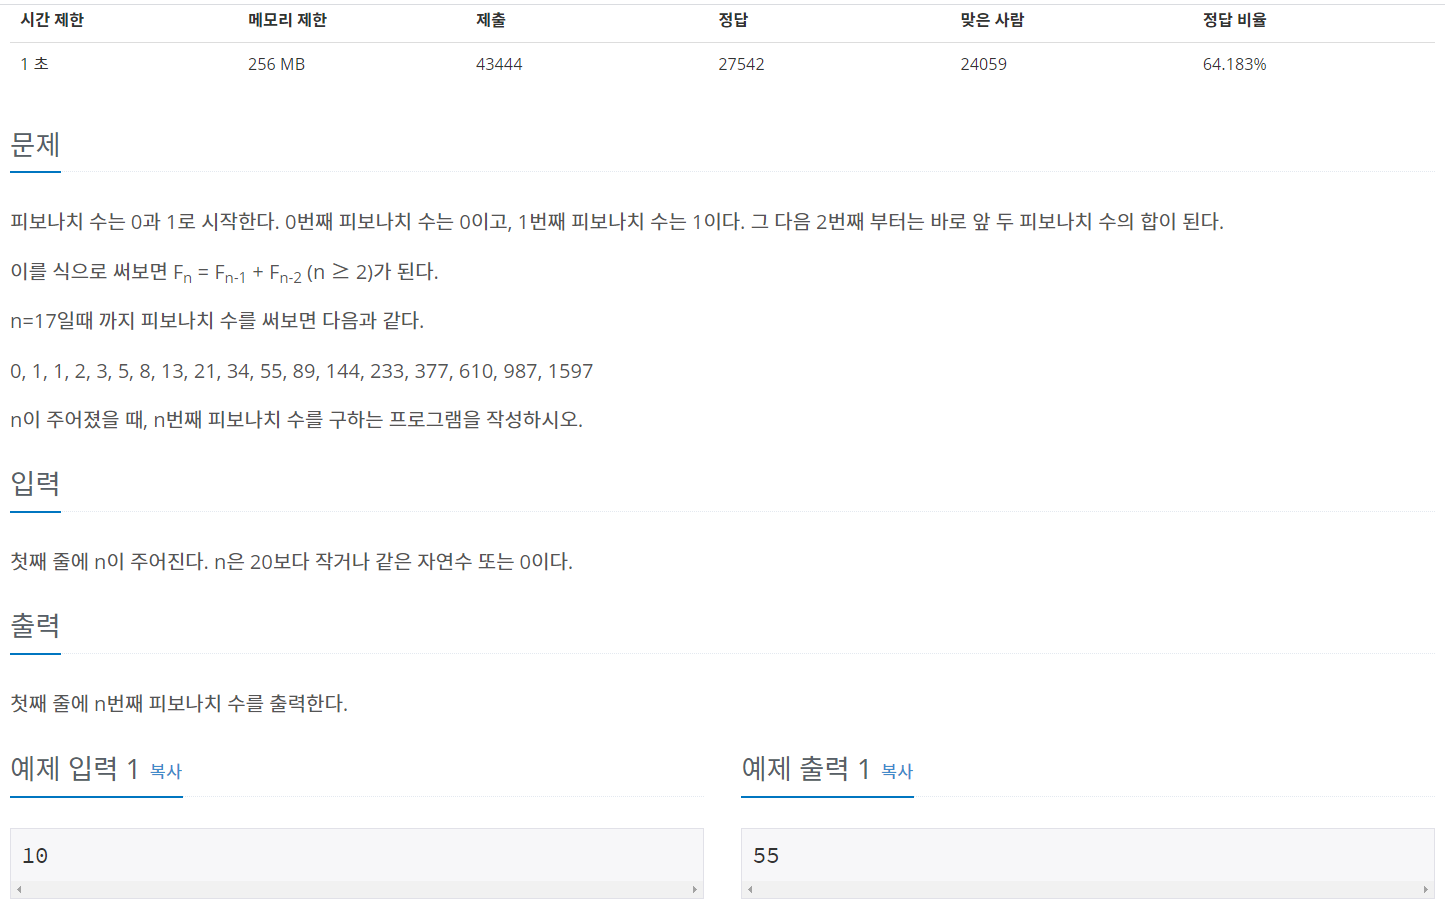 시간 제한 메모리 제한 제출 정답 맞은 사람 정답 비율
1 초 256 MB 43444 27542 24059 64.183%
문제
피보나치 수는 0과 1로 시작한다. 0번째 피보나치 수는 0이고, 1번째 피보나치 수는 1이다. 그 다음 2번째 부터는 바로 앞 두 피보나치 수의 합이 된다.
이를 식으로 써보면 Fn = Fn-1 + Fn-2 (n ≥ 2)가 된다.
n=17일때 까지 피보나치 수를 써보면 다음과 같다.
0, 1, 1, 2, 3, 5, 8, 13, 21, 34, 55, 89, 144, 233, 377, 610, 987, 1597
n이 주어졌을 때, n번째 피보나치 수를 구하는 프로그램을 작성하시오.
입력
첫째 줄에 n이 주어진다. n은 20보다 작거나 같은 자연수 또는 0이다.
출력
첫째 줄에 n번째 피보나치 수를 출력한다.
예제 입력 1 복사 예제 출력 1 복사
10 55